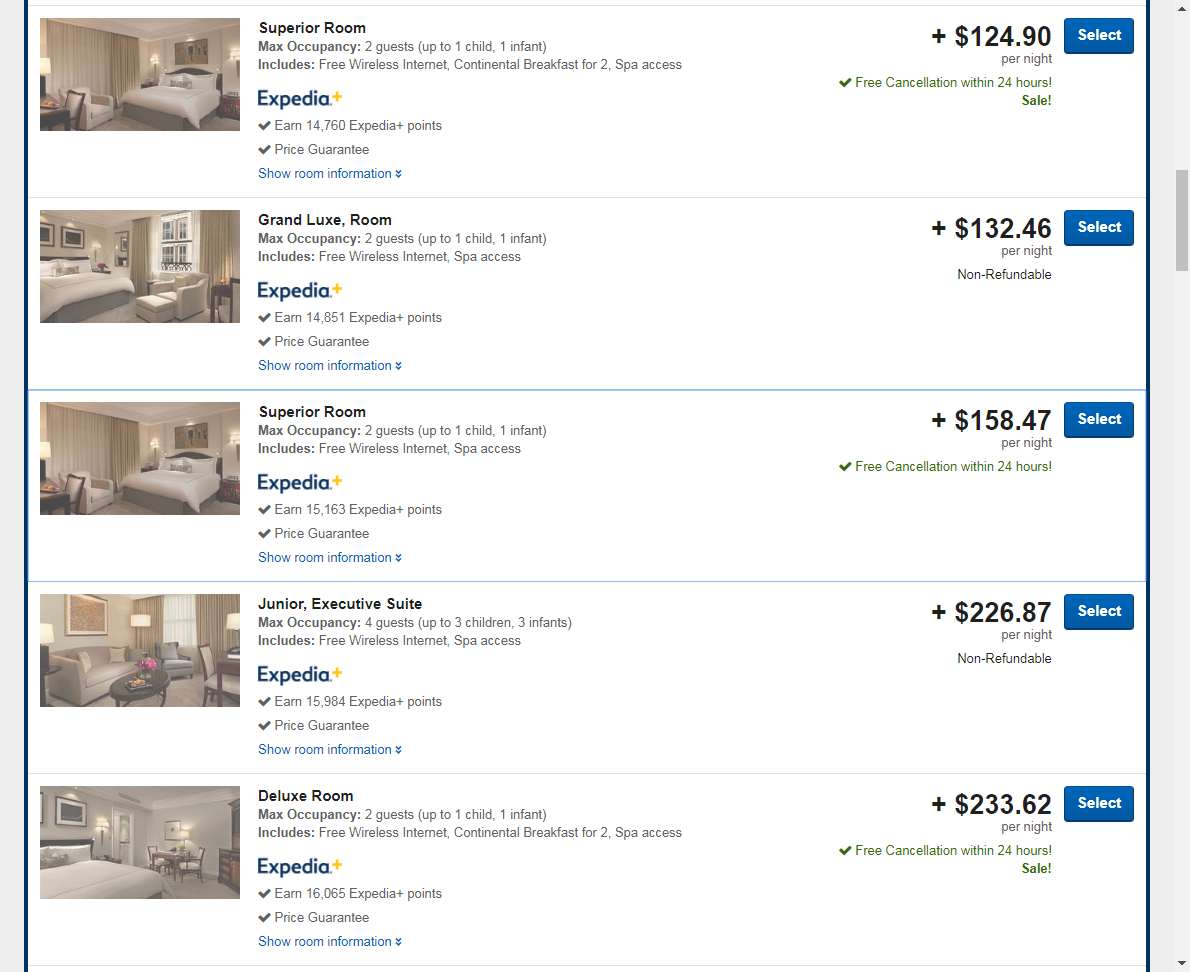 Superior Room
Max Occupancy: 2 guests (up to 1 child, 1 infant)
Includes: Free Wireless Internet, Continental Breakfast for 2, Spa access
Expedia+
Earn 14,760 Expedia+ points
Price Guarantee
Show room information
+ $124.90
per night
Free Cancellation within 24 hours!
Sale!
Select
Grand Luxe, Room
Max Occupancy: 2 guests (up to 1 child, 1 infant)
Includes: Free Wireless Internet, Spa access
Expedia+
Earn 14,851 Expedia+ points
Price Guarantee
Show room information
+ $132.46
per night
Non-Refundable
Select
Superior Room
Max Occupancy: 2 guests (up to 1 child, 1 infant)
Includes: Free Wireless Internet, Spa access
Expedia+
Earn 15,163 Expedia+ points
Price Guarantee
Show room information
+ $158.47
per night
Free Cancellation within 24 hours!
Select
Junior, Executive Suite
Max Occupancy: 4 guests (up to 3 children, 3 infants)
Includes: Free Wireless Internet, Spa access
Expedia+
Earn 15,984 Expedia+ points
Price Guarantee
Show room information
+ $226.87
per night
Non-Refundable
Select
Deluxe Room
Max Occupancy: 2 guests (up to 1 child, 1 infant)
Includes: Free Wireless Internet, Continental Breakfast for 2, Spa access
Expedia+
Earn 16,065 Expedia+ points
Price Guarantee
Show room information
+ $233.62
per night
Free Cancellation within 24 hours!
Sale!
Select